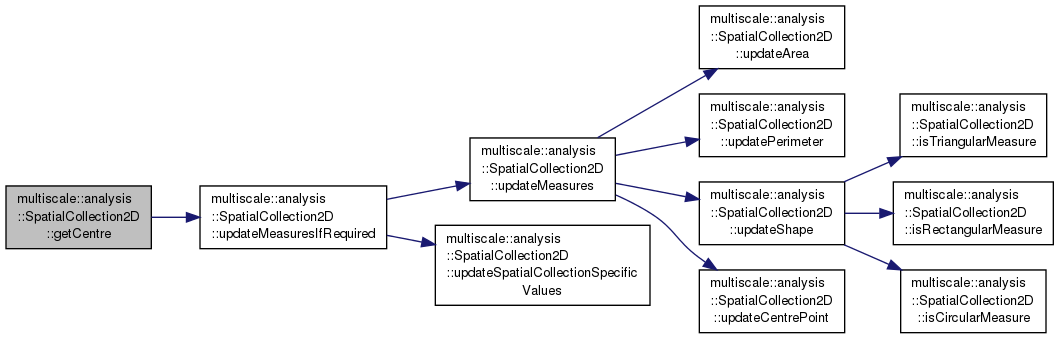 multiscale::analysis
::SpatialCollection2D
::getCentre
multiscale::analysis
::SpatialCollection2D
::updateMeasuresIfRequired
multiscale::analysis
::SpatialCollection2D
::updateMeasures
multiscale::analysis
::SpatialCollection2D
::updateSpatialCollectionSpecific
Values
multiscale::analysis
::SpatialCollection2D
::updateArea
multiscale::analysis
::SpatialCollection2D
::updatePerimeter
multiscale::analysis
::SpatialCollection2D
::updateShape
multiscale::analysis
::SpatialCollection2D
::updateCentrePoint
multiscale::analysis
::SpatialCollection2D
::isTriangularMeasure
multiscale::analysis
::SpatialCollection2D
::isRectangularMeasure
multiscale::analysis
::SpatialCollection2D
::isCircularMeasure